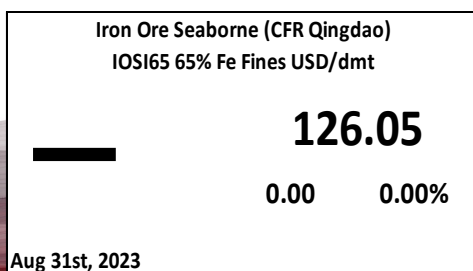 Iron Ore Seaborne (CFR Qingdao)
IOSI65 65% Fe Fines USD/dmt
126.05
0.00 0.00%
Aug 31st, 2023